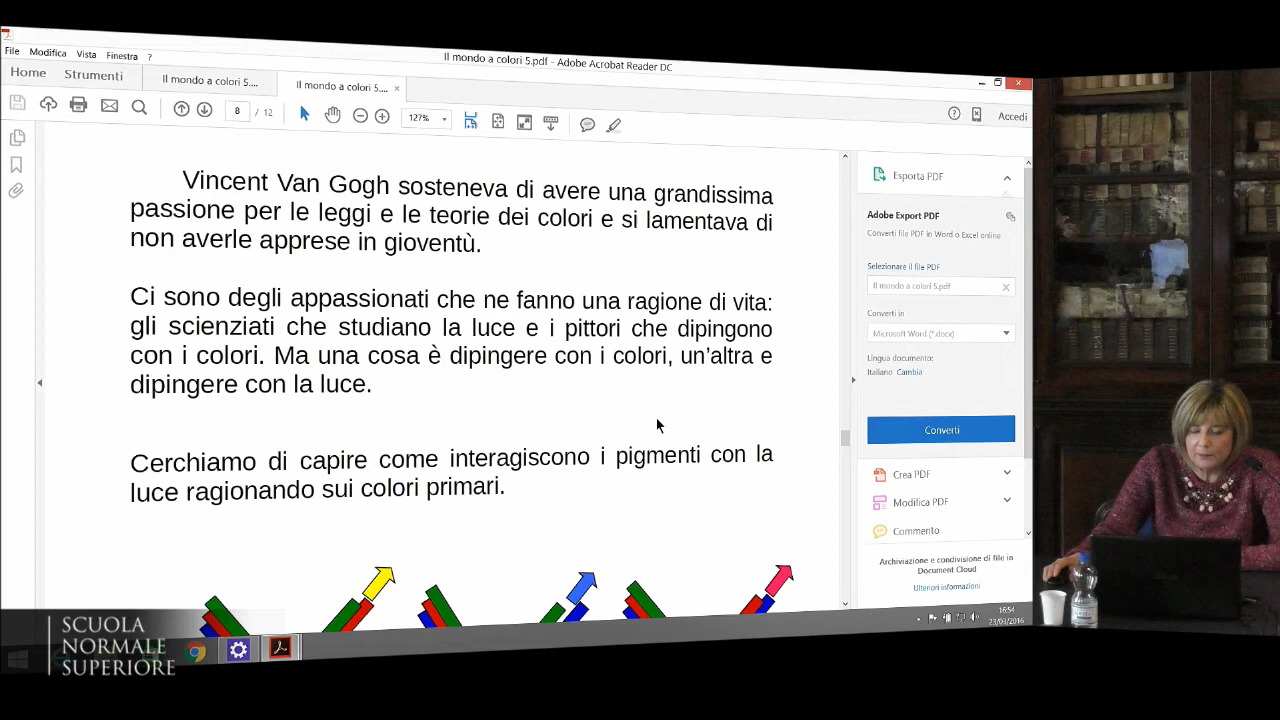 Il mondo a colori 5.pdf - Adobe Acrobat Reader DC
File Modifica Vista Finestra ?
Home Strumenti Il mondo a colori 5.... Il mondo a colori 5.... ×
8 / 12 127% Accedi
Vincent Van Gogh sosteneva di avere una grandissima
passione per le leggi e le teorie dei colori e si lamentava di
non averle apprese in gioventù.
Ci sono degli appassionati che ne fanno una ragione di vita:
gli scienziati che studiano la luce e i pittori che dipingono
con i colori. Ma una cosa è dipingere con i colori, un’altra e
dipingere con la luce.
Cerchiamo di capire come interagiscono i pigmenti con la
luce ragionando sui colori primari.
Esporta PDF
Adobe Export PDF
Converti file PDF in Word o Excel online
Selezionare il file PDF
Il mondo a colori 5.pdf
Converti in
Microsoft Word (*.docx)
Lingua documento:
Italiano Cambia
Converti
Crea PDF
Modifica PDF
Commento
Archiviazione e condivisione di file in
Document Cloud
Ulteriori informazioni
16:54
23/03/2016
SCUOLA
NORMALE
SUPERIORE